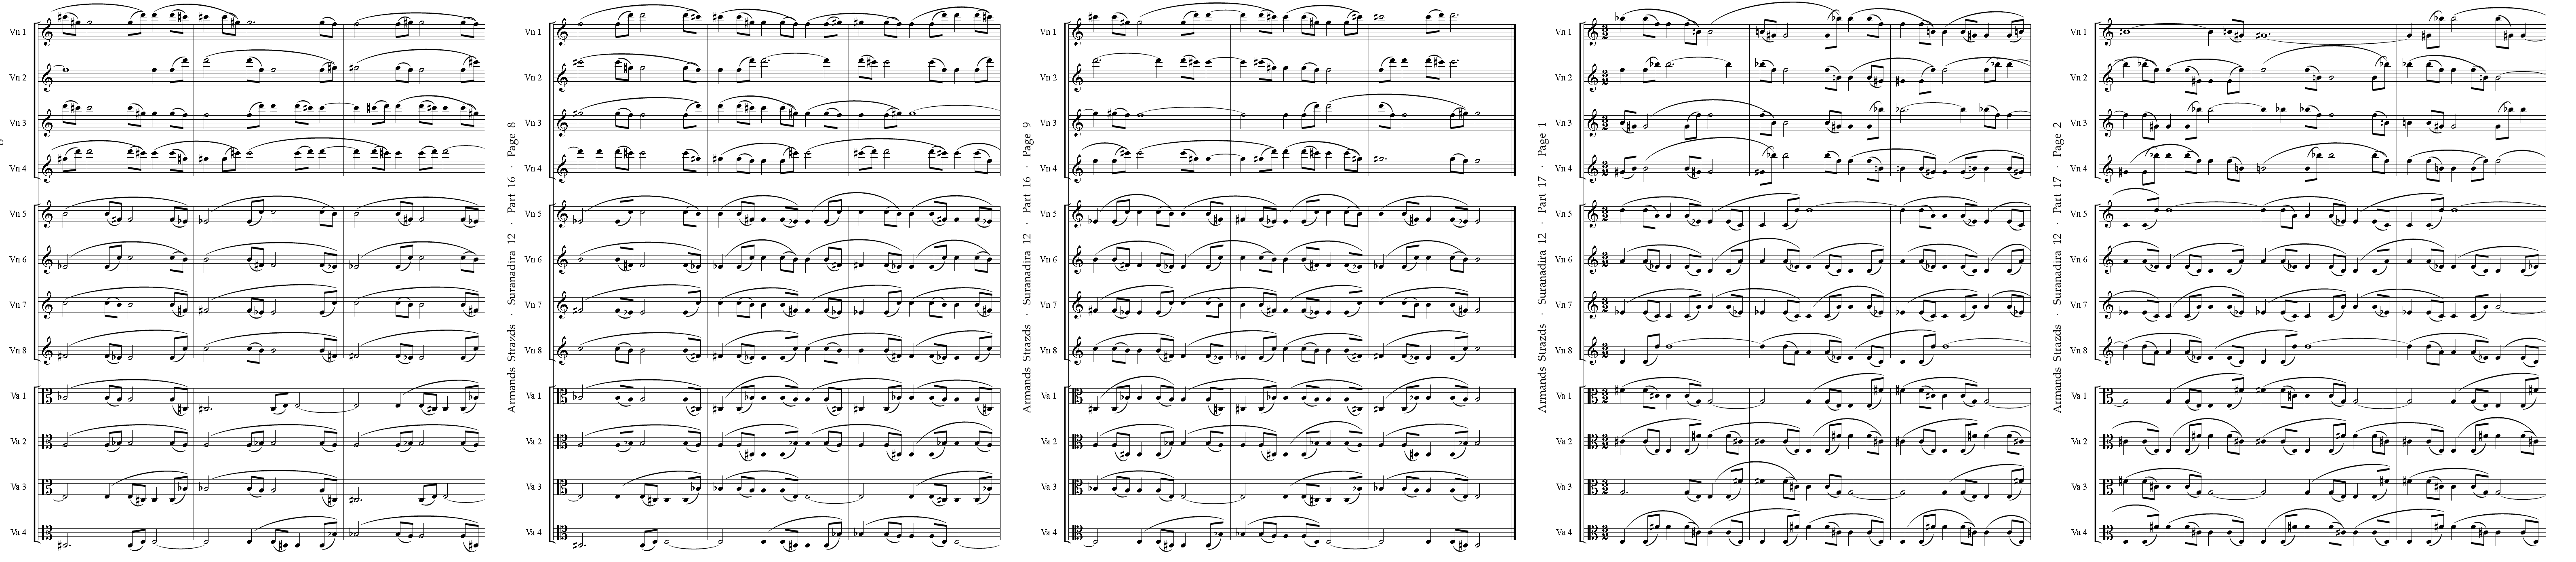 Vn 1
Vn 2
Vn 3
Vn 4
Vn 5
Vn 6
Vn 7
Vn 8
Va 1
Va 2
Va 3
Va 4
Armands Strazds · Suranadira 12 · Part 16 · Page 8
Vn 1
Vn 2
Vn 3
Vn 4
Vn 5
Vn 6
Vn 7
Vn 8
Va 1
Va 2
Va 3
Va 4
Armands Strazds · Suranadira 12 · Part 16 · Page 9
Vn 1
Vn 2
Vn 3
Vn 4
Vn 5
Vn 6
Vn 7
Vn 8
Va 1
Va 2
Va 3
Va 4
Armands Strazds · Suranadira 12 · Part 17 · Page 1
Vn 1
Vn 2
Vn 3
Vn 4
Vn 5
Vn 6
Vn 7
Vn 8
Va 1
Va 2
Va 3
Va 4
Armands Strazds · Suranadira 12 · Part 17 · Page 2
Vn 1
Vn 2
Vn 3
Vn 4
Vn 5
Vn 6
Vn 7
Vn 8
Va 1
Va 2
Va 3
Va 4